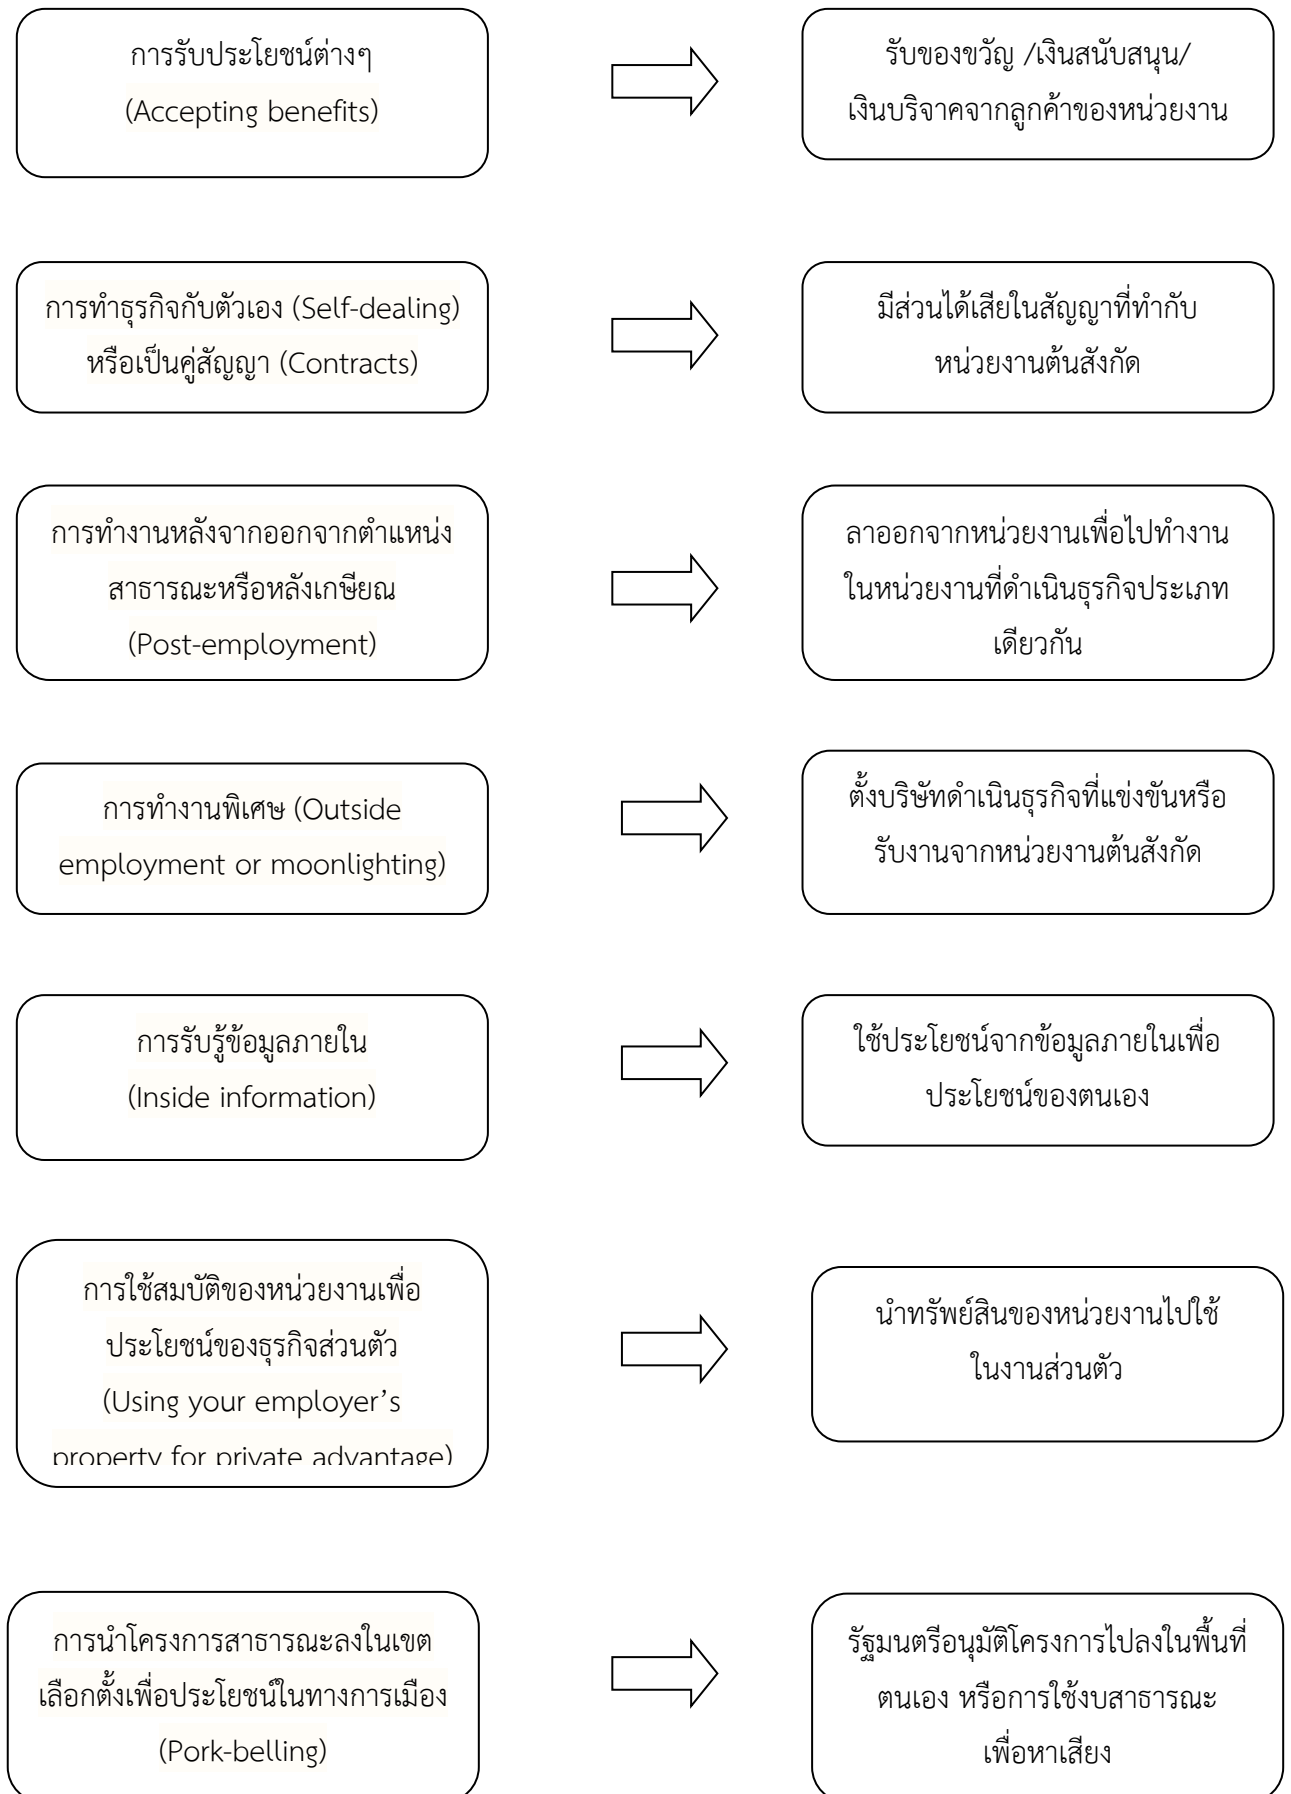 การรับประโยชน์ต่างๆ
(Accepting benefits)
รับของขวัญ /เงินสนับสนุน/
เงินบริจาคจากลูกค้าของหน่วยงาน
การทำธุรกิจกับตัวเอง (Self-dealing)
หรือเป็นคู่สัญญา (Contracts)
มีส่วนได้เสียในสัญญาที่ทำกับ
หน่วยงานต้นสังกัด
การทำงานหลังจากออกจากตำแหน่ง
สาธารณะหรือหลังเกษียณ
(Post-employment)
ลาออกจากหน่วยงานเพื่อไปทำงาน
ในหน่วยงานที่ดำเนินธุรกิจประเภท
เดียวกัน
การทำงานพิเศษ (Outside
employment or moonlighting)
ตั้งบริษัทดำเนินธุรกิจที่แข่งขันหรือ
รับงานจากหน่วยงานต้นสังกัด
การรับรู้ข้อมูลภายใน
(Inside information)
ใช้ประโยชน์จากข้อมูลภายในเพื่อ
ประโยชน์ของตนเอง
การใช้สมบัติของหน่วยงานเพื่อ
ประโยชน์ของธุรกิจส่วนตัว
(Using your employer’s
property for private advantage)
นำทรัพย์สินของหน่วยงานไปใช้
ในงานส่วนตัว
การนำโครงการสาธารณะลงในเขต
เลือกตั้งเพื่อประโยชน์ในทางการเมือง
(Pork-belling)
รัฐมนตรีอนุมัติโครงการไปลงในพื้นที่
ตนเอง หรือการใช้งบสาธารณะ
เพื่อหาเสียง